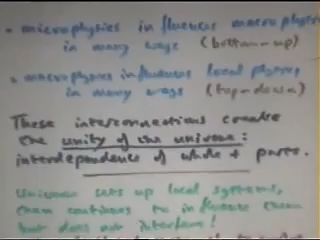 • microphysics influences macrophysics
in many ways (bottom-up)
• macrophysics influences local physics
in many ways (top-down)
These interconnections create
the unity of the universe:
interdependence of whole + parts.
Universe sets up local systems,
then continues to influence them
but does not interfere!